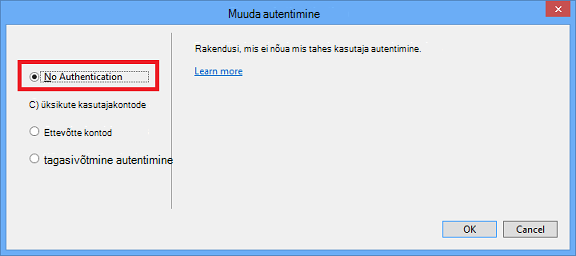 Muuda autentimine
No Authentication
C) üksikute kasutajakontode
Ettevõtte kontod
tagasivõtmine autentimine
Rakendusi, mis ei nõua mis tahes kasutaja autentimine.
Learn more
OK
Cancel